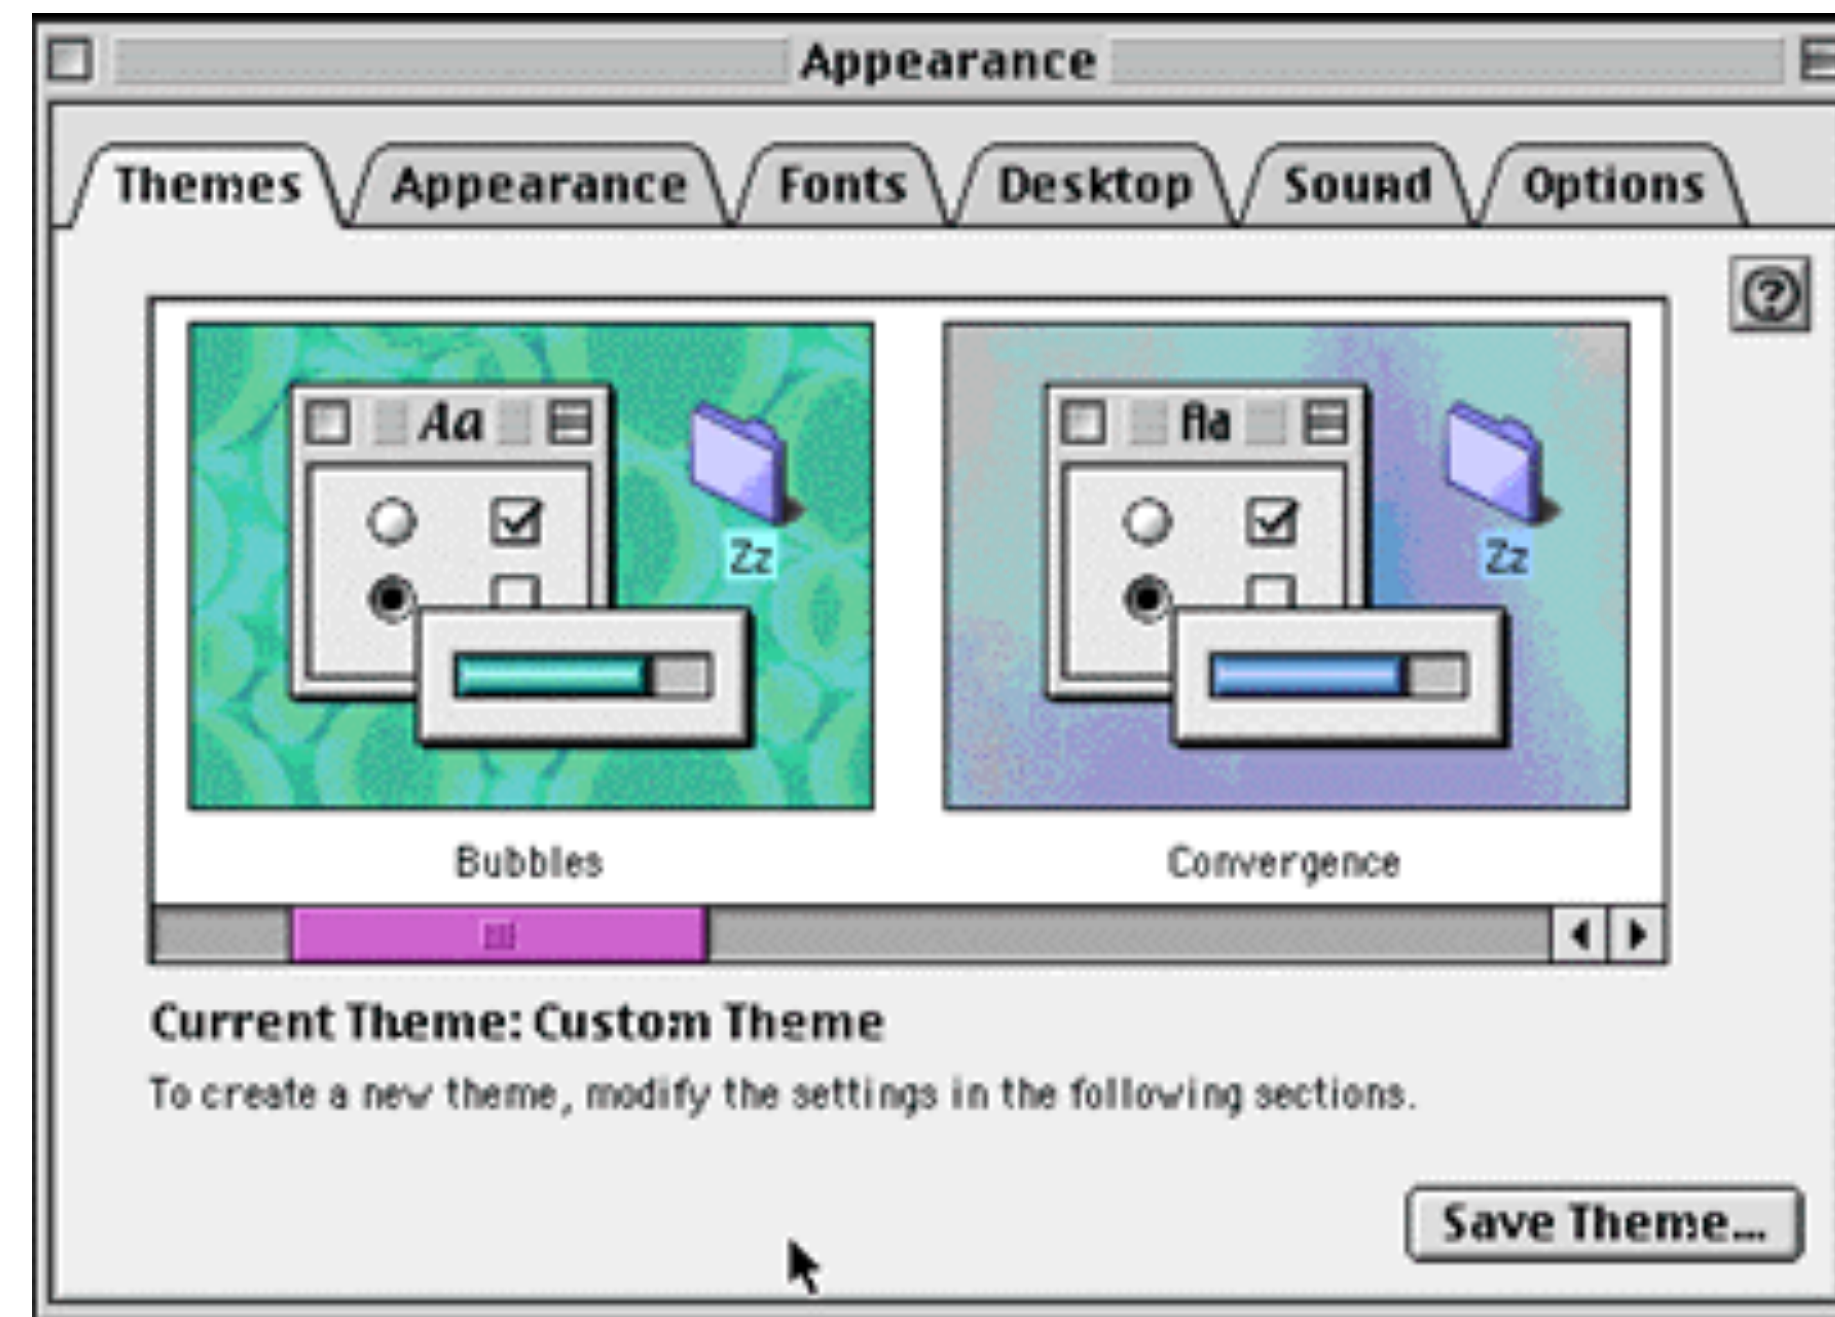 Appearance
Themes Appearance Fonts Desktop Sound Options
?
Aa Aa
Zz Zz
Bubbles Convergence
Current Theme: Custom Theme
To create a new theme, modify the settings in the following sections.
Save Theme...